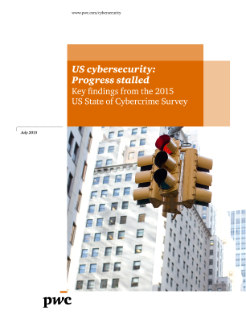 www.pwc.com/cybersecurity
US cybersecurity:
Progress stalled
Key findings from the 2015
US State of Cybercrime Survey
July 2015
pwc